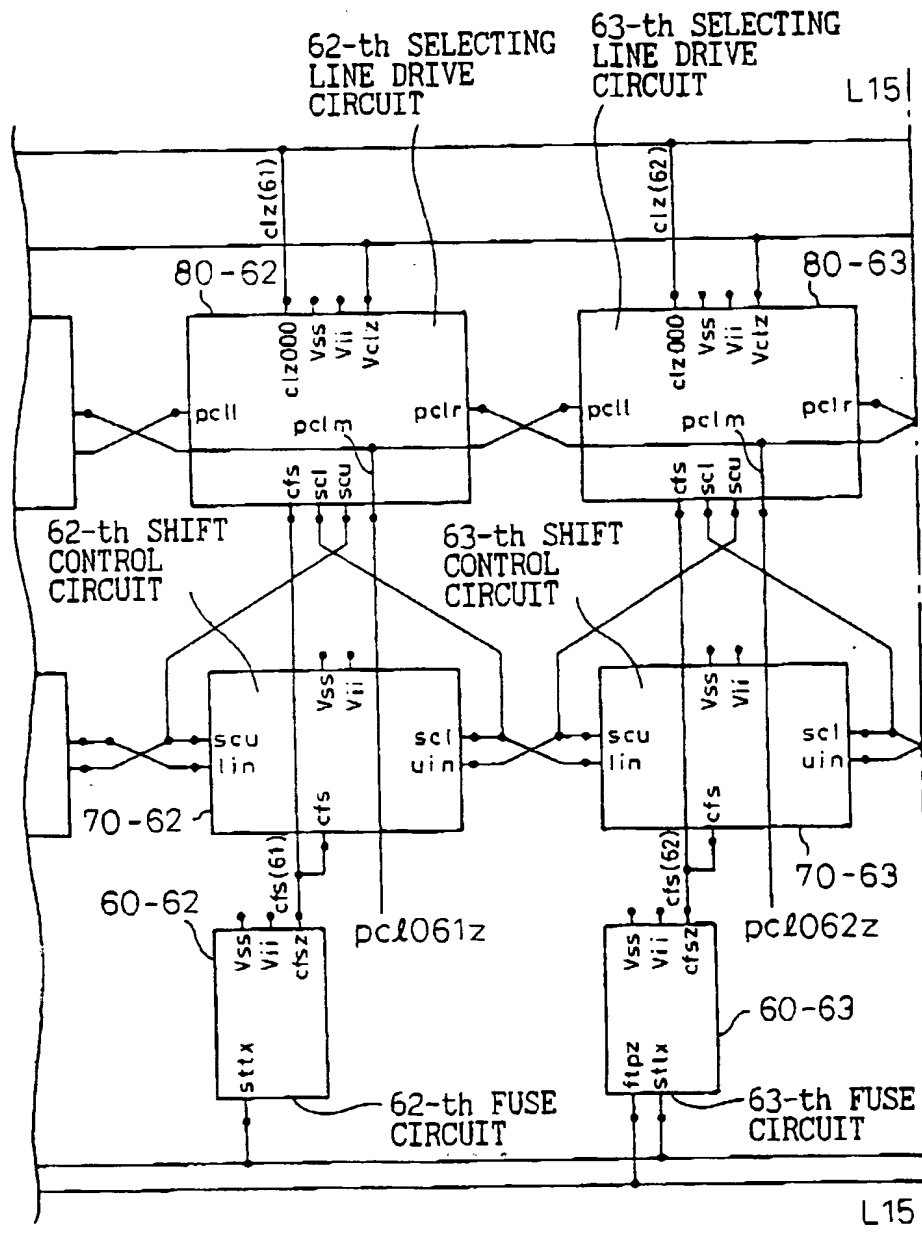 62-th SELECTING
LINE DRIVE
CIRCUIT
63-th SELECTING
LINE DRIVE
CIRCUIT
L15
clz(61)
clz(62)
80-62
80-63
clz000
Vss
Vii
Vclz
clz000
Vss
Vii
Vclz
pcll
pclr
pcll
pclr
pclm
pclm
cfs
scl
scu
cfs
scl
scu
62-th SHIFT
CONTROL
CIRCUIT
63-th SHIFT
CONTROL
CIRCUIT
Vss
Vii
Vss
Vii
scu
scl
scu
scl
lin
uin
lin
uin
70-62
cfs
cfs
70-63
cfs(61)
cfs(62)
60-62
pcl061z
pcl062z
Vss
Vii
cfsz
Vss
Vii
cfsz
60-63
sttx
ftpz
sttx
62-th FUSE
CIRCUIT
63-th FUSE
CIRCUIT
L15